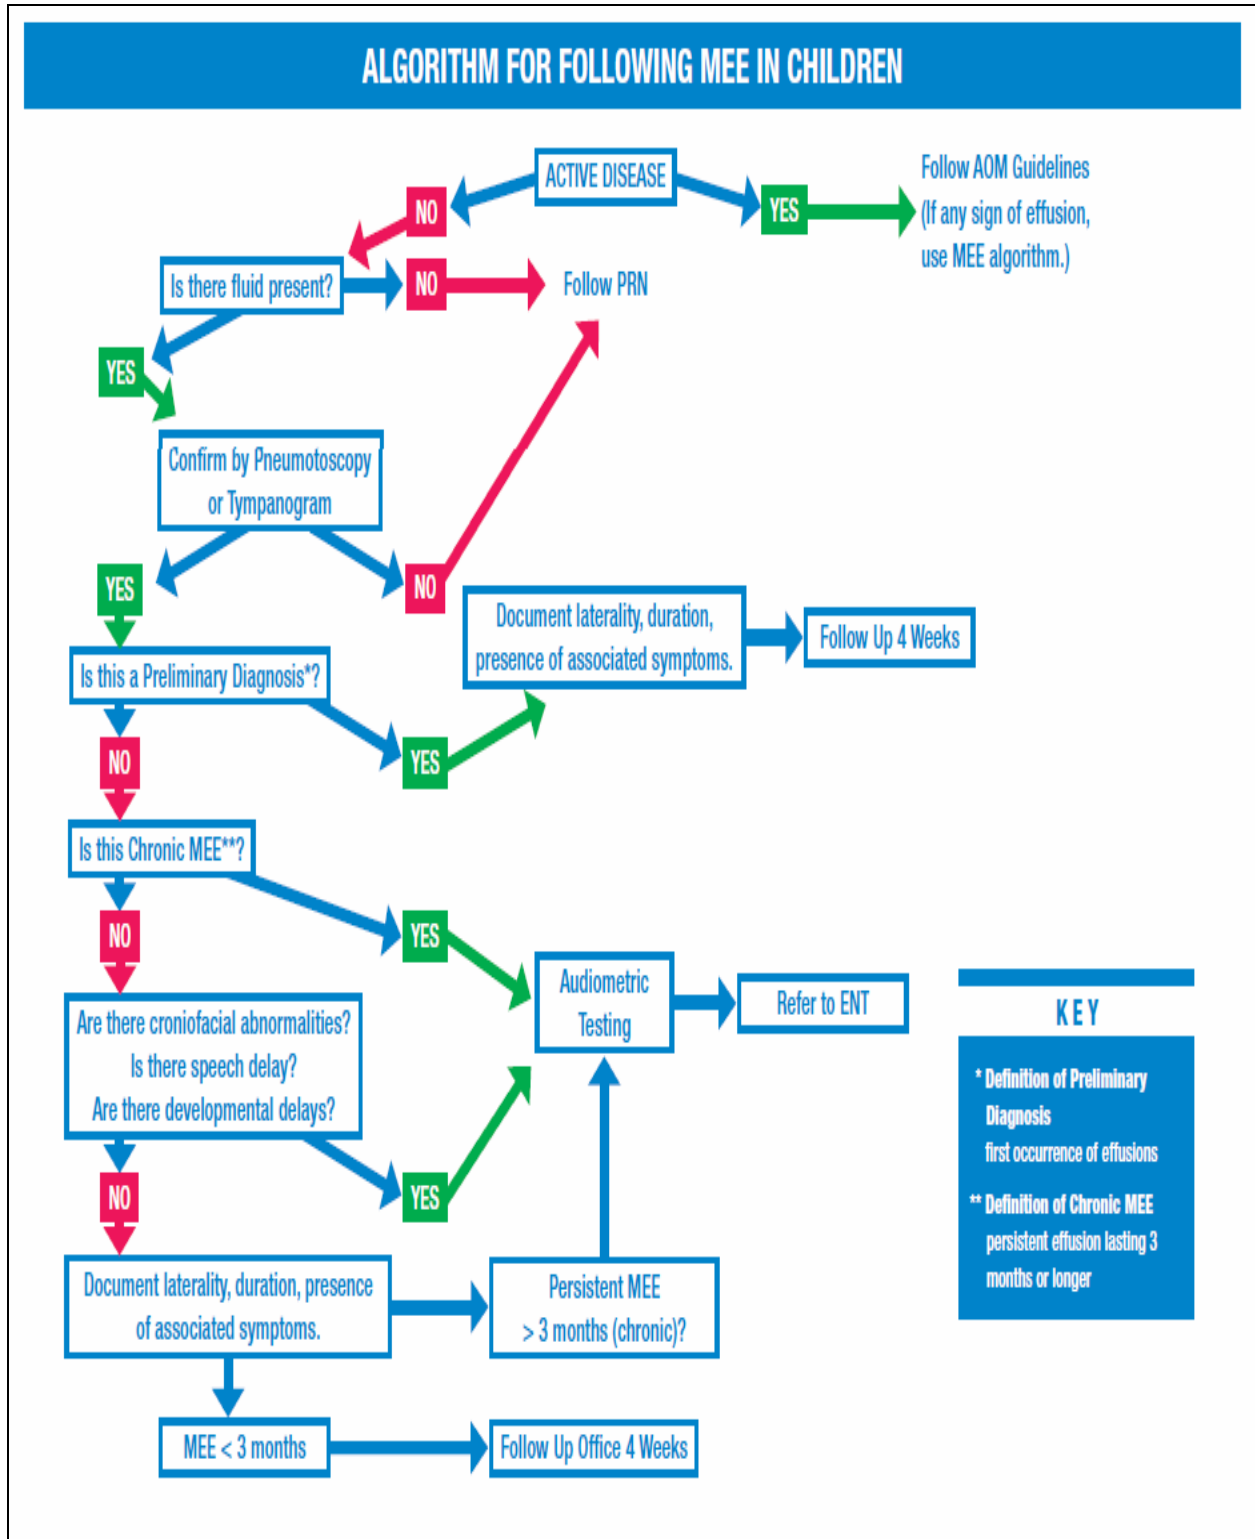 ALGORITHM FOR FOLLOWING MEE IN CHILDREN
ACTIVE DISEASE
NO
YES
Follow AOM Guidelines
(If any sign of effusion,
use MEE algorithm.)
Is there fluid present?
NO
Follow PRN
YES
Confirm by Pneumotoscopy
or Tympanogram
YES
NO
Document laterality, duration,
presence of associated symptoms.
Follow Up 4 Weeks
Is this a Preliminary Diagnosis*?
NO
YES
Is this Chronic MEE**?
NO
YES
Audiometric
Testing
Refer to ENT
Are there croniofacial abnormalities?
Is there speech delay?
Are there developmental delays?
NO
YES
Document laterality, duration, presence
of associated symptoms.
Persistent MEE
> 3 months (chronic)?
MEE < 3 months
Follow Up Office 4 Weeks
KEY
* Definition of Preliminary
Diagnosis
first occurrence of effusions
** Definition of Chronic MEE
persistent effusion lasting 3
months or longer